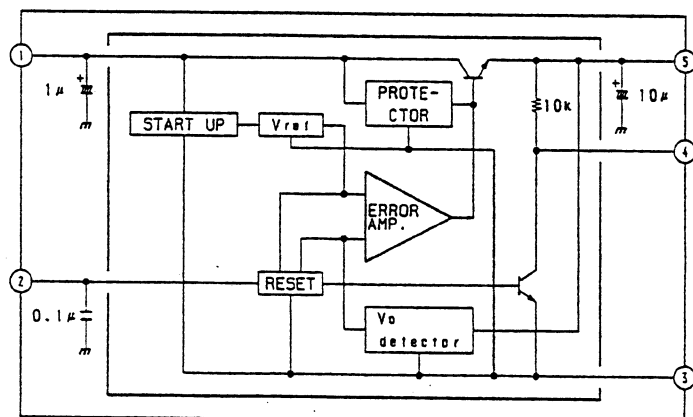 1
5
+
1μ
PROTE-
CTOR
+
10μ
10k
START UP
Vref
4
ERROR
AMP.
2
RESET
0.1μ
Vo
detector
3